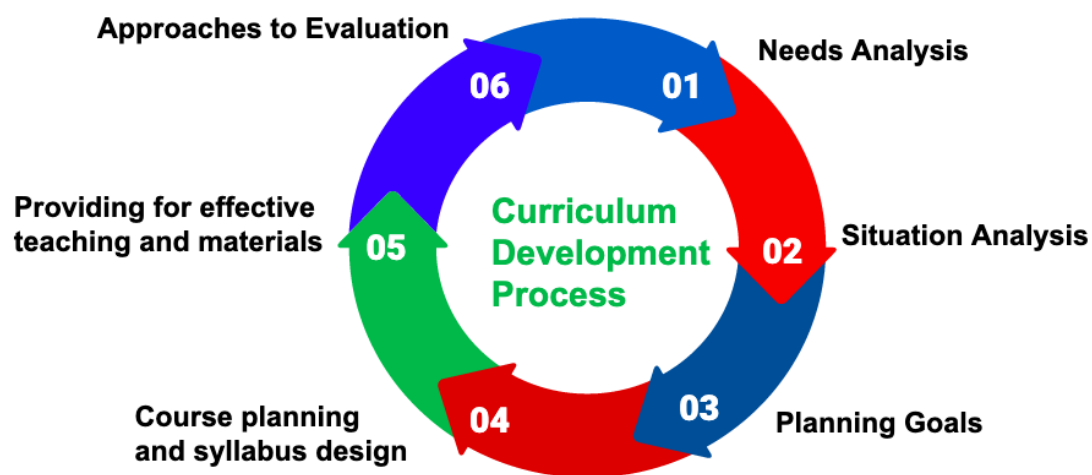 Approaches to Evaluation
Needs Analysis
06
01
Providing for effective
teaching and materials
05
Curriculum
Development
Process
02
Situation Analysis
Course planning
and syllabus design
04
03
Planning Goals